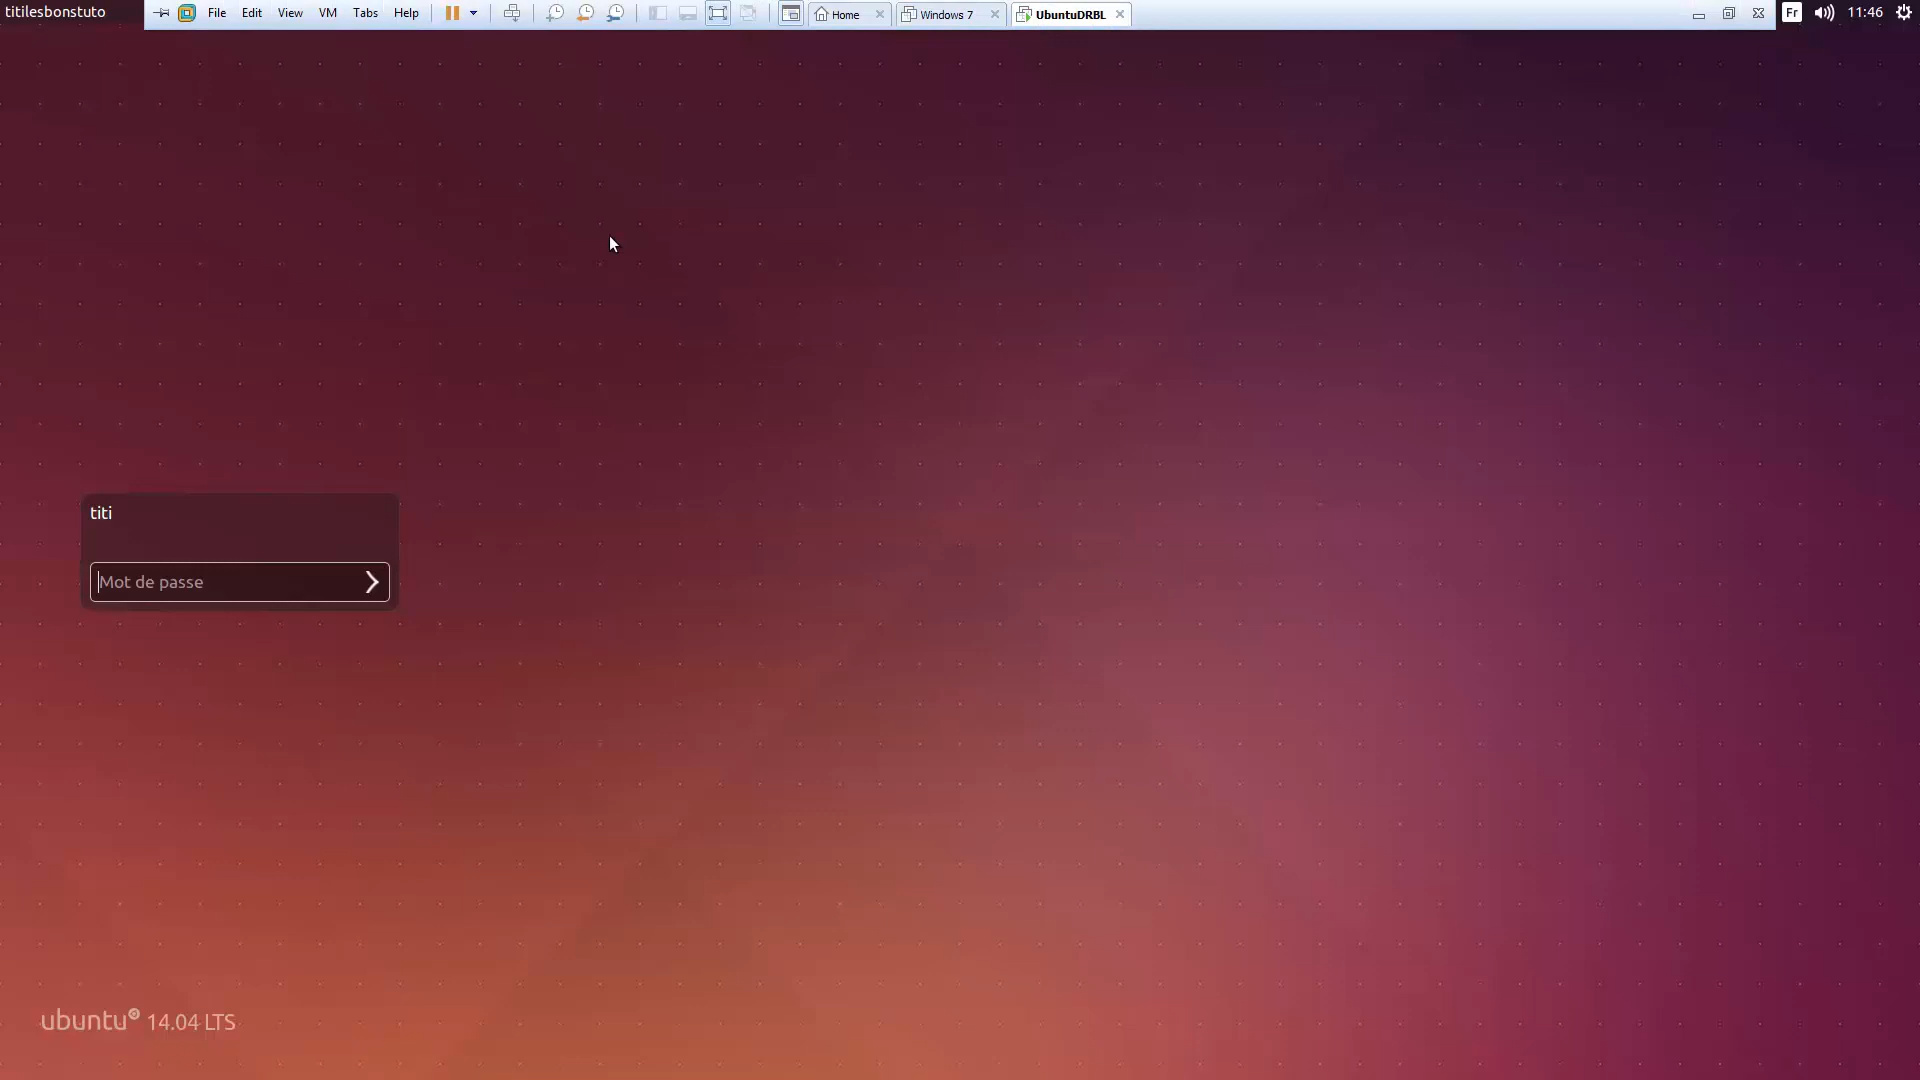 titilesbonstuto File Edit View VM Tabs Help Home Windows 7 UbuntuDRBL Fr 11:46
titi
Mot de passe
ubuntu 14.04 LTS